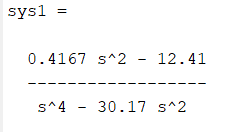 sys1 =
0.4167 s^2 - 12.41
------------------
s^4 - 30.17 s^2